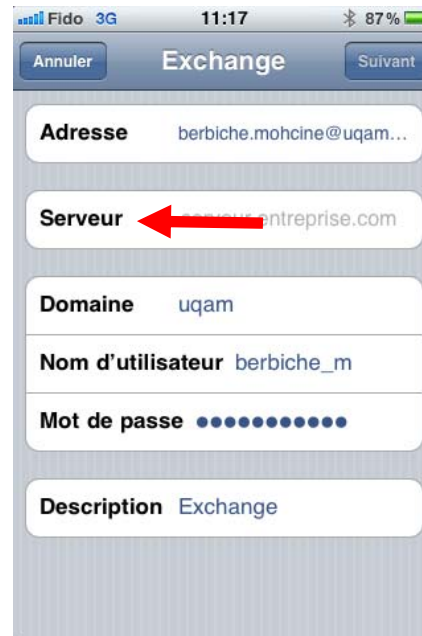 Fido 3G 11:17 87%
Annuler Exchange Suivant
Adresse berbiche.mohcine@uqam...
Serveur serveur.entreprise.com
Domaine uqam
Nom d'utilisateur berbiche_m
Mot de passe ●●●●●●●●●●●
Description Exchange